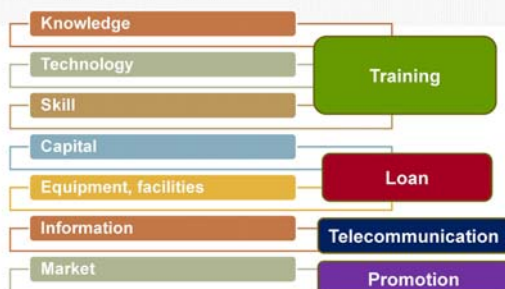 Knowledge
Technology
Training
Skill
Capital
Loan
Equipment, facilities
Information
Telecommunication
Market
Promotion